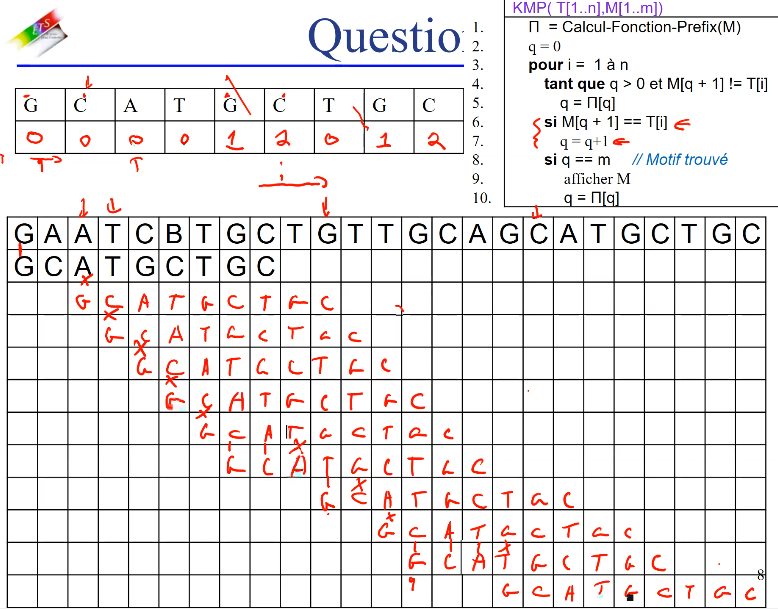 Questio
KMP( T[1..n],M[1..m])
1. Π = Calcul-Fonction-Prefix(M)
2. q = 0
3. pour i = 1 à n
4. tant que q > 0 et M[q + 1] != T[i]
5. q = Π[q]
6. si M[q + 1] == T[i]
7. q = q+1
8. si q == m // Motif trouvé
9. afficher M
10. q = Π[q]
G C A T G C T G C
0 0 0 0 1 2 0 1 2
T
T
i
G A A T C B T G C T G T T G C A G C A T G C T G C
G C A T G C T G C
G C A T G C T G C
G C A T G C T G C
G C A T G C T G C
G C A T G C T G C
G C A T G C T G C
G C A T G C T G C
G C A T G C T G C
G C A T G C T G C
G C A T G C T G C
G C A T G C T G C
8